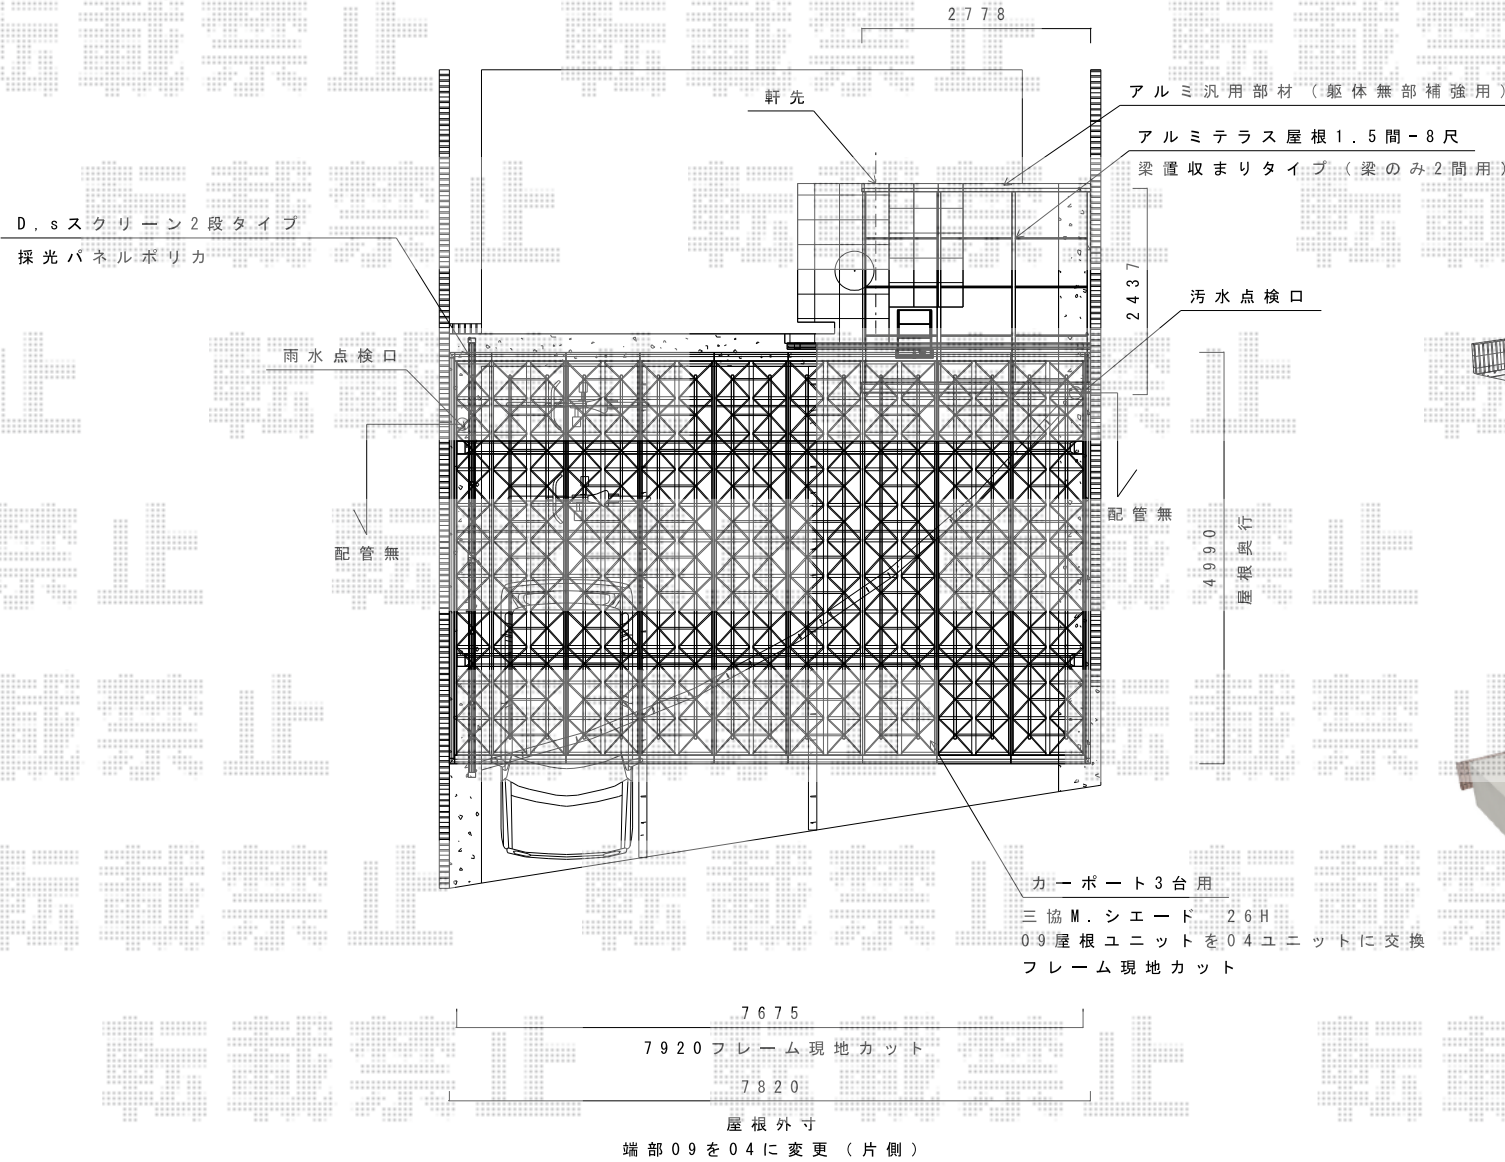 2778
軒先
アルミ汎用部材（躯体無部補強用）
アルミテラス屋根1.5間-8尺
梁置収まりタイプ（梁のみ2間用）
D.sスクリーン2段タイプ
採光パネルポリカ
2437
汚水点検口
雨水点検口
配管無
配管無
4990
屋根奥行
カーポート3台用
三協M.シエード 26H
09屋根ユニットを04ユニットに交換
フレーム現地カット
7675
7920フレーム現地カット
7820
屋根外寸
端部09を04に変更（片側）
転載禁止